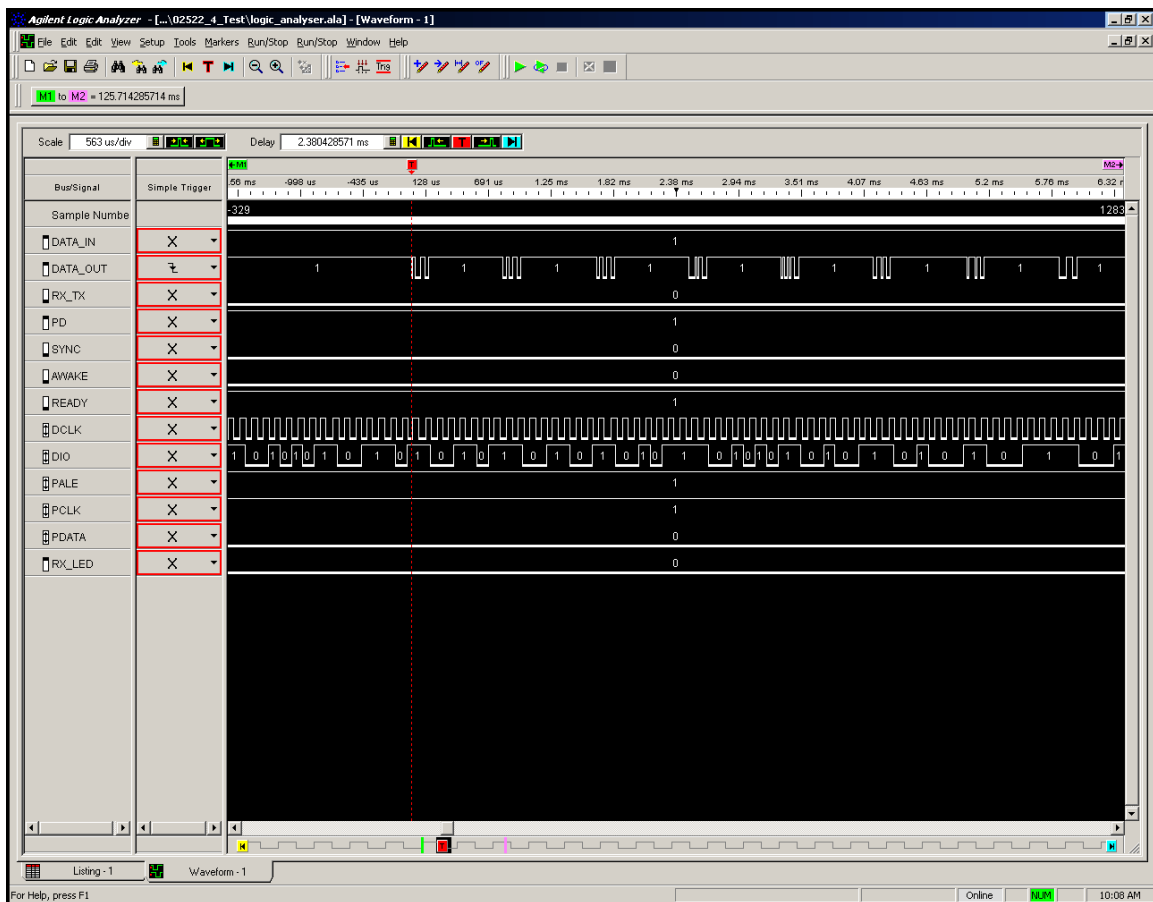 Agilent Logic Analyzer - [...\02522_4_Test\logic_analyser.ala] - [Waveform - 1]
File Edit Edit View Setup Tools Markers Run/Stop Run/Stop Window Help
T Trig
M1 to M2 = 125.714285714 ms
Scale 563 us/div Delay 2.380428571 ms T
M1 T M2
Bus/Signal Simple Trigger .56 ms -998 us -435 us 128 us 691 us 1.25 ms 1.82 ms 2.38 ms 2.94 ms 3.51 ms 4.07 ms 4.63 ms 5.2 ms 5.76 ms 6.32 m
Sample Numbe -329 1283
DATA_IN X 1
DATA_OUT 1 1 1 1 1 1 1 1 1
RX_TX X 0
PD X 1
SYNC X 0
AWAKE X 0
READY X 1
DCLK X
DIO X 1 0 1 0 1 0 1 0 1 0 1 0 1 0 1 0 1 0 1 0 1 0 1 0 1 0 1 0 1 0 1 0 1 0 1 0 1 0 1 0 1
PALE X 1
PCLK X 1
PDATA X 0
RX_LED X 0
T
Listing - 1 Waveform - 1
For Help, press F1 Online NUM 10:08 AM